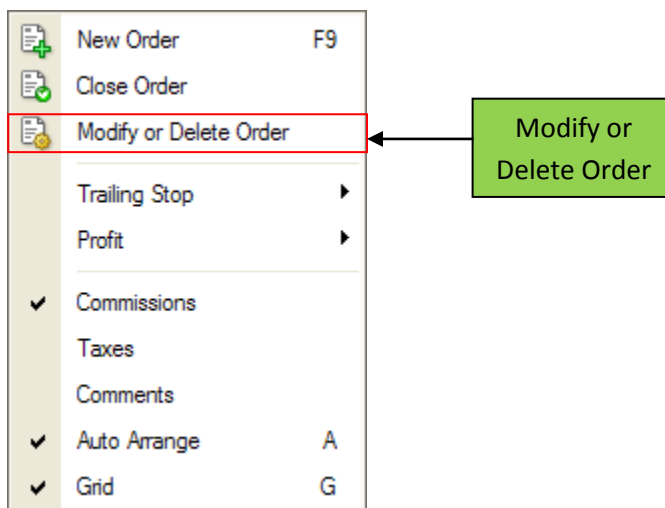 New Order F9
Close Order
Modify or Delete Order
Modify or
Delete Order
Trailing Stop
Profit
Commissions
Taxes
Comments
Auto Arrange A
Grid G